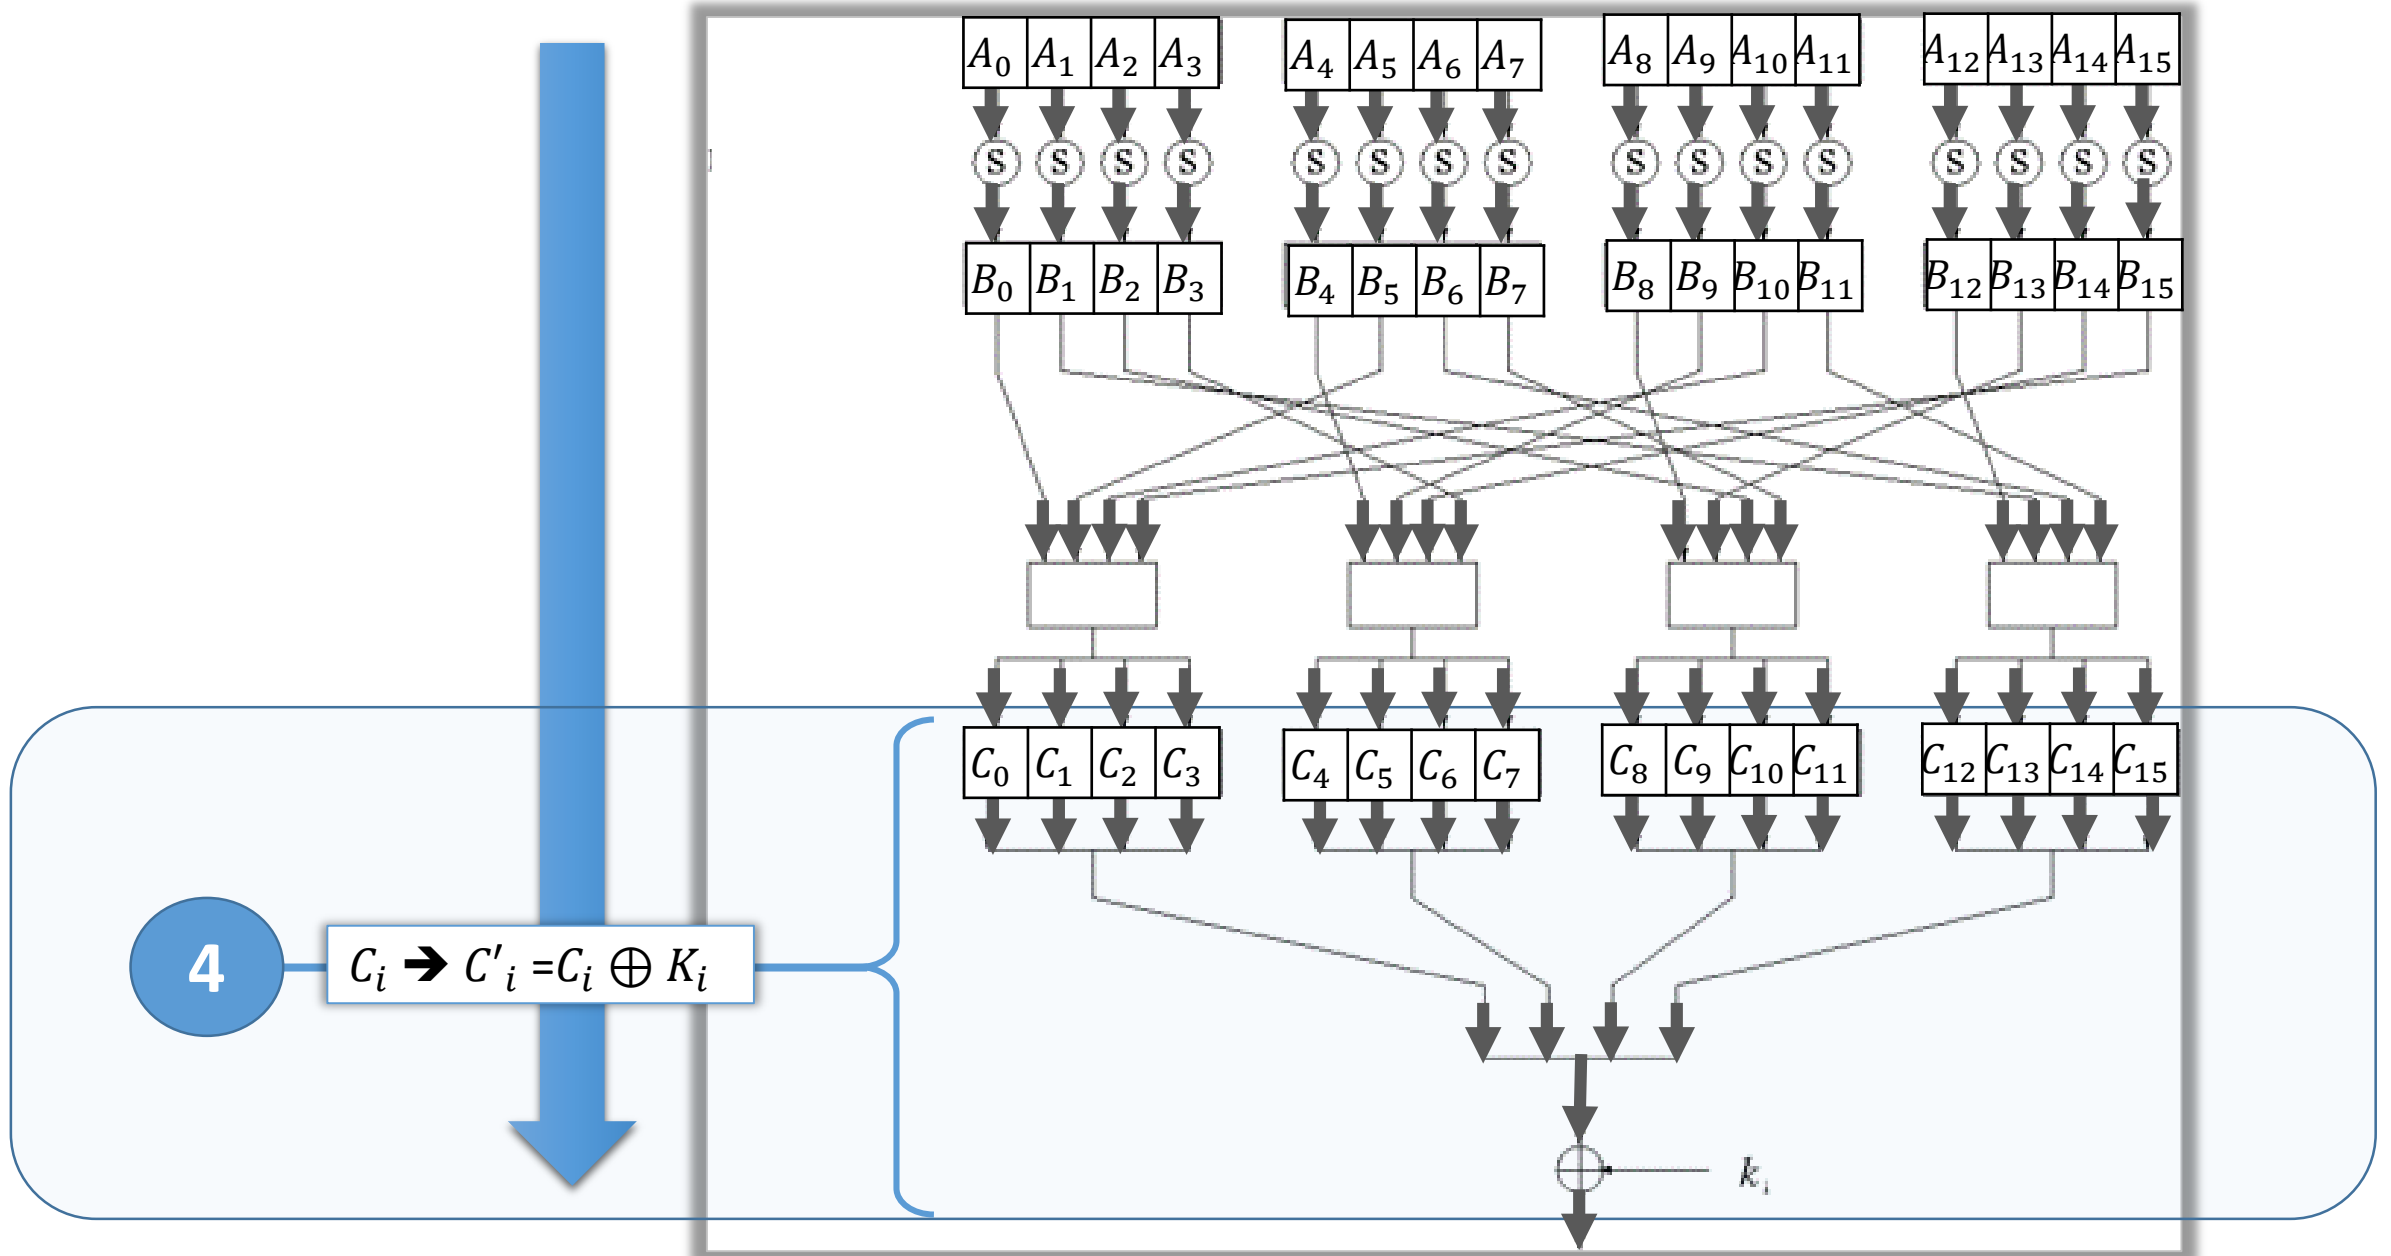 A₀ A₁ A₂ A₃ A₄ A₅ A₆ A₇ A₈ A₉ A₁₀ A₁₁ A₁₂ A₁₃ A₁₄ A₁₅
S S S S S S S S S S S S S S S S
B₀ B₁ B₂ B₃ B₄ B₅ B₆ B₇ B₈ B₉ B₁₀ B₁₁ B₁₂ B₁₃ B₁₄ B₁₅
C₀ C₁ C₂ C₃ C₄ C₅ C₆ C₇ C₈ C₉ C₁₀ C₁₁ C₁₂ C₁₃ C₁₄ C₁₅
4
Cᵢ ➔ C'ᵢ =Cᵢ ⊕ Kᵢ
kᵢ